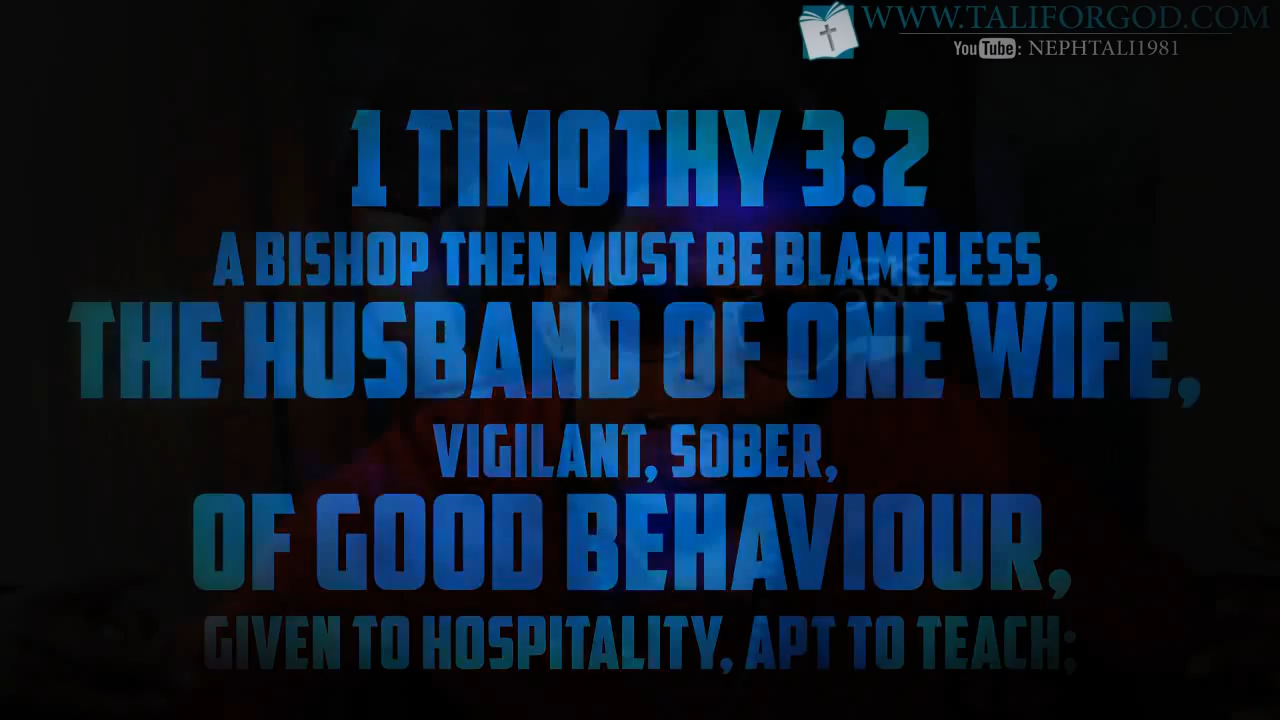 WWW.TALIFORGOD.COM
YouTube: NEPHTALI1981
1 TIMOTHY 3:2
A BISHOP THEN MUST BE BLAMELESS,
THE HUSBAND OF ONE WIFE,
VIGILANT, SOBER,
OF GOOD BEHAVIOUR,
GIVEN TO HOSPITALITY, APT TO TEACH;